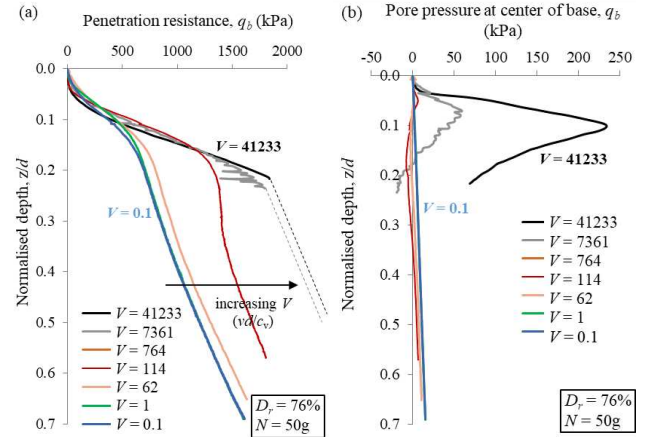 (a)
Penetration resistance, q_b (kPa)
0 500 1000 1500 2000
0.0
0.1
0.2
0.3
0.4
0.5
0.6
0.7
Normalised depth, z/d
V = 41233
V = 0.1
increasing V
(vd/c_v)
V = 41233
V = 7361
V = 764
V = 114
V = 62
V = 1
V = 0.1
D_r = 76%
N = 50g
(b)
Pore pressure at center of base, q_b
(kPa)
-50 0 50 100 150 200 250
0.0
0.1
0.2
0.3
0.4
0.5
0.6
0.7
Normalised depth, z/d
V = 41233
V = 0.1
V = 41233
V = 7361
V = 764
V = 114
V = 62
V = 1
V = 0.1
D_r = 76%
N = 50g